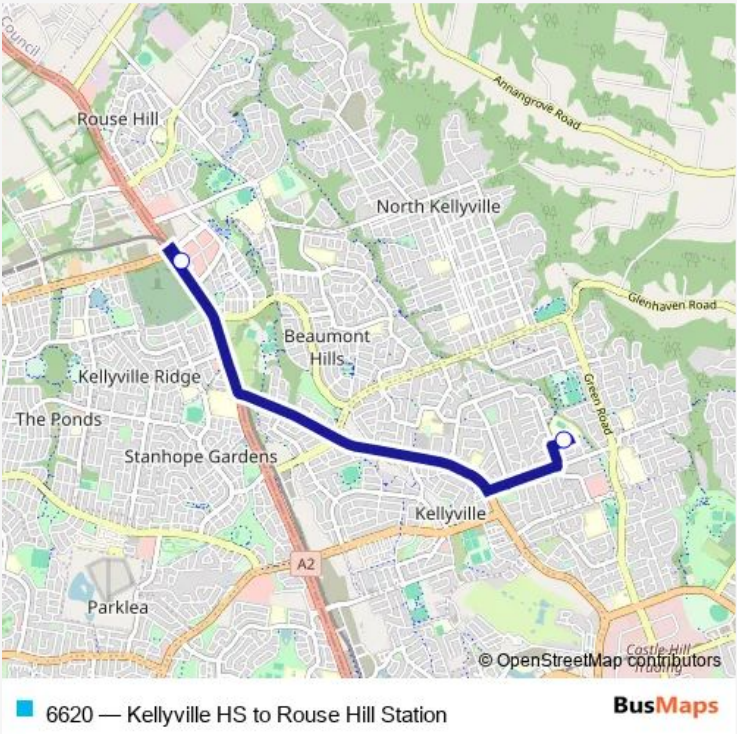 Council
Annangrove Road
Rouse Hill
North Kellyville
Glenhaven Road
Beaumont
Hills
Kellyville Ridge
Green Road
The Ponds
Stanhope Gardens
Kellyville
A2
Parklea
Castle Hill
Trading
© OpenStreetMap contributors
6620 — Kellyville HS to Rouse Hill Station
BusMaps